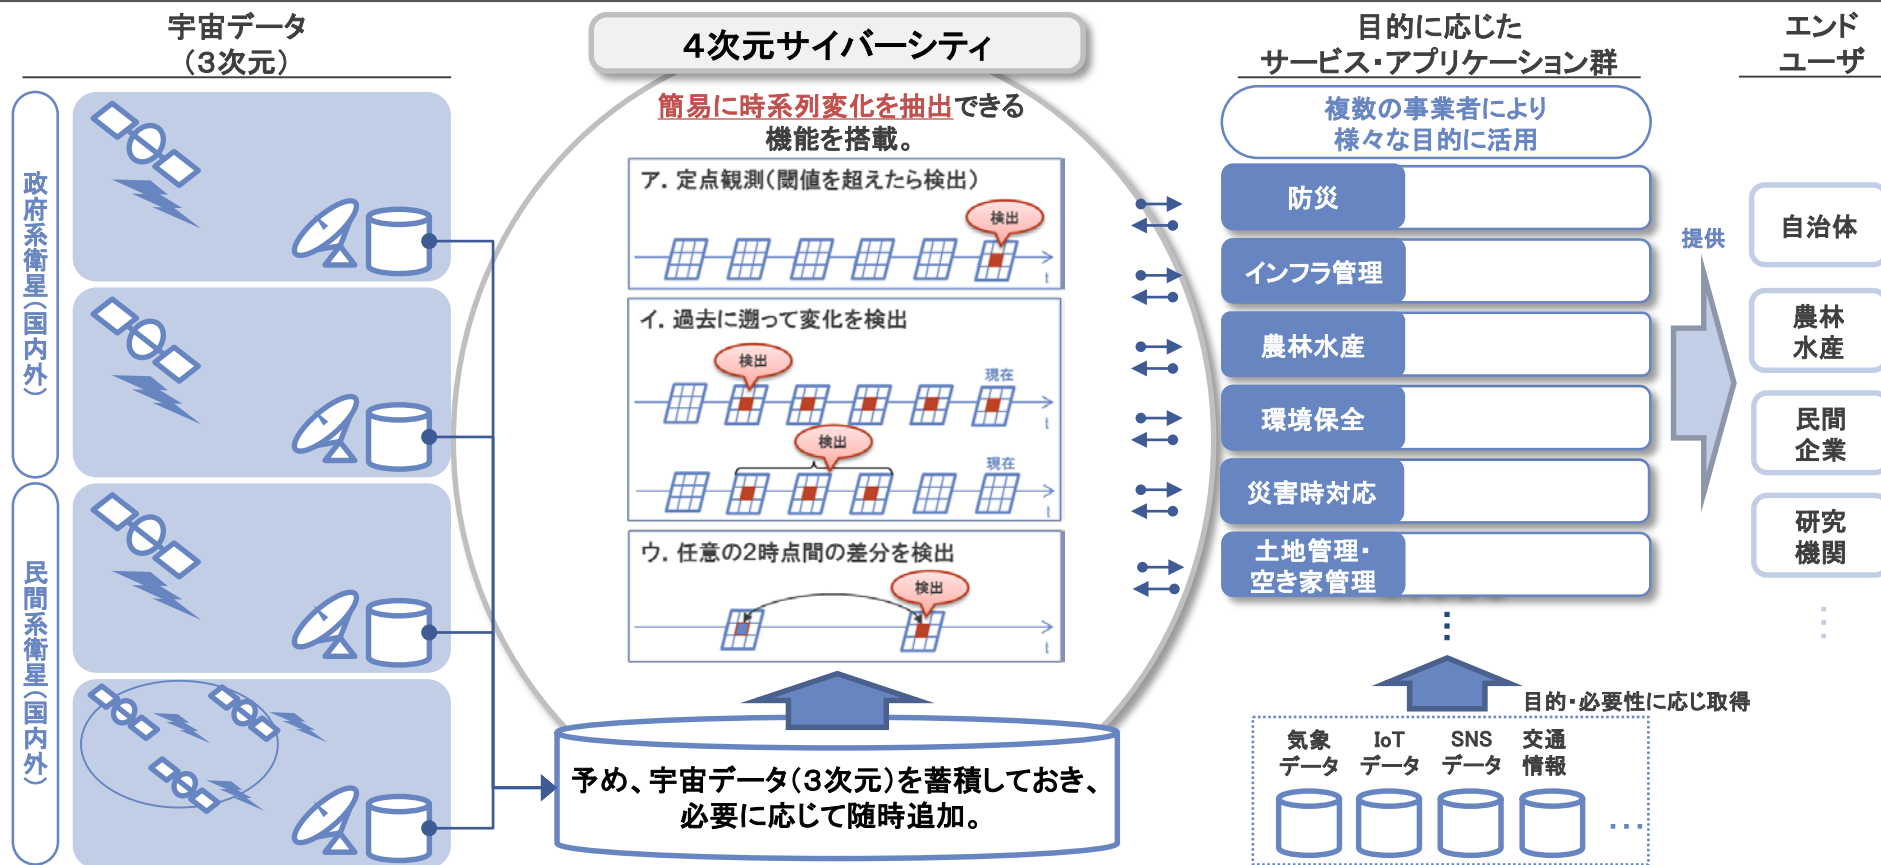 宇宙データ
(3次元)
政府系衛星(国内外)
民間系衛星(国内外)
4次元サイバーシティ
簡易に時系列変化を抽出できる
機能を搭載。
ア. 定点観測(閾値を超えたら検出)
検出
t
イ. 過去に遡って変化を検出
検出
現在
t
検出
現在
t
ウ. 任意の2時点間の差分を検出
検出
t
予め、宇宙データ(3次元)を蓄積しておき、
必要に応じて随時追加。
目的に応じた
サービス・アプリケーション群
複数の事業者により
様々な目的に活用
防災
インフラ管理
農林水産
環境保全
災害時対応
土地管理・
空き家管理
⋮
目的・必要性に応じ取得
気象
データ
IoT
データ
SNS
データ
交通
情報
…
提供
エンド
ユーザ
自治体
農林
水産
民間
企業
研究
機関
⋮